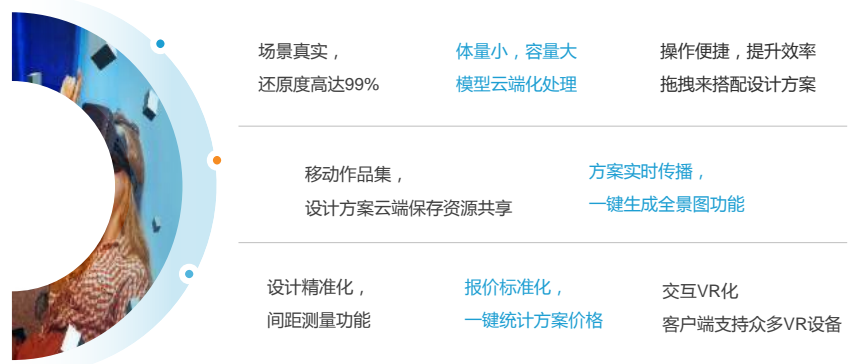 场景真实，
还原度高达99%
体量小，容量大
模型云端化处理
操作便捷，提升效率
拖拽来搭配设计方案
移动作品集，
设计方案云端保存资源共享
方案实时传播，
一键生成全景图功能
设计精准化，
间距测量功能
报价标准化，
一键统计方案价格
交互VR化
客户端支持众多VR设备